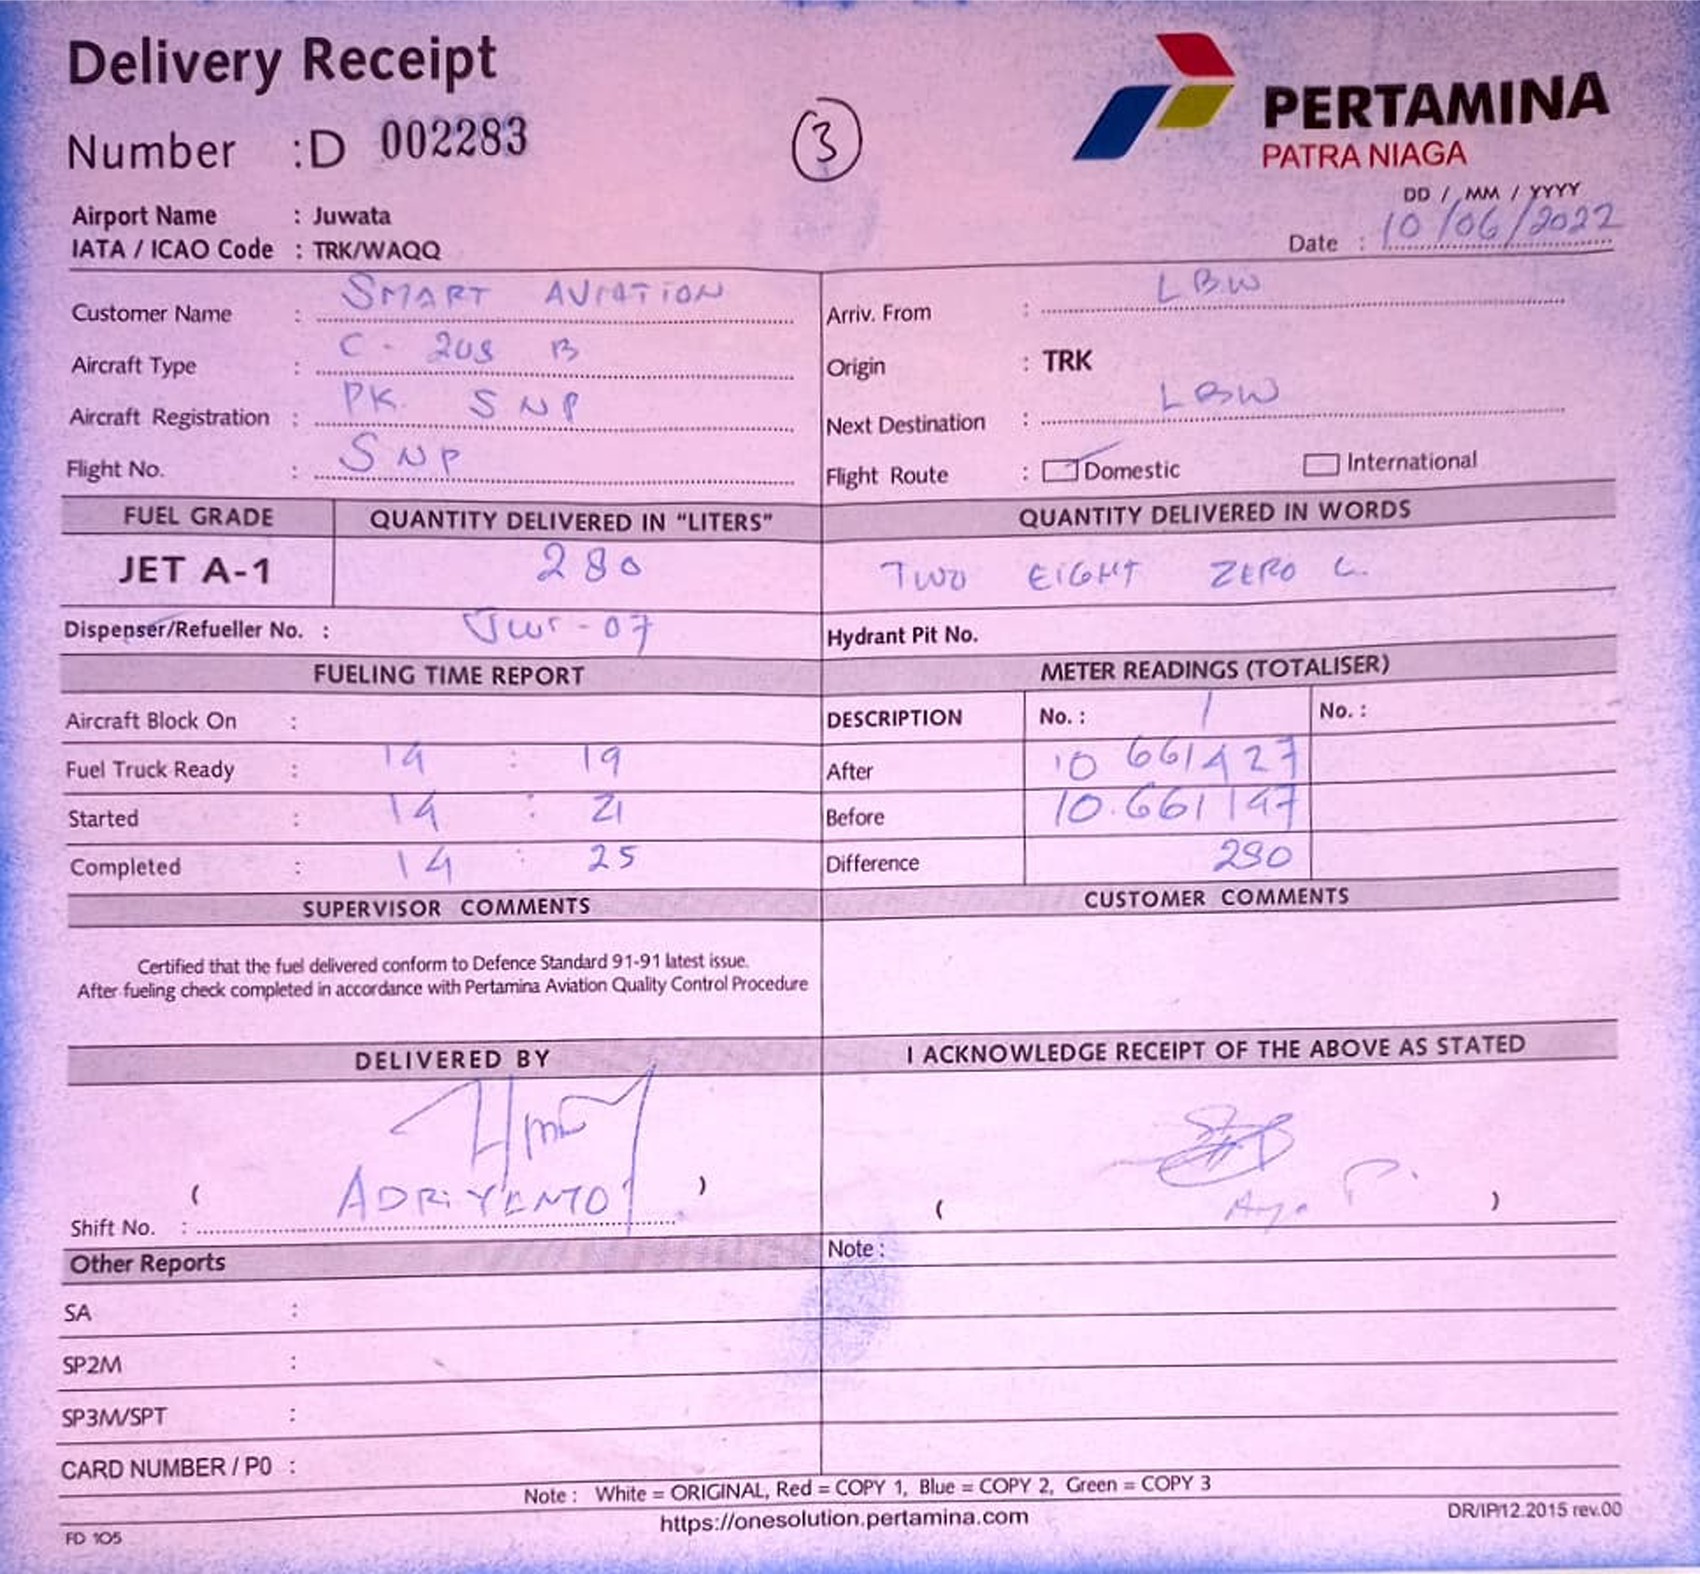 Delivery Receipt
Number : D 002283
3
PERTAMINA
PATRA NIAGA
Airport Name : Juwata
IATA / ICAO Code : TRK/WAQQ
DD / MM / YYYY
Date : 10/06/2022
Customer Name : SMART AVIATION
Aircraft Type : C - 208 B
Aircraft Registration : PK. SNP
Flight No. : SNP
Arriv. From : LBW
Origin : TRK
Next Destination : LBW
Flight Route : Domestic International
FUEL GRADE QUANTITY DELIVERED IN “LITERS” QUANTITY DELIVERED IN WORDS
JET A-1 280 TWO EIGHT ZERO L.
Dispenser/Refueller No. : JWT-07 Hydrant Pit No.
FUELING TIME REPORT METER READINGS (TOTALISER)
Aircraft Block On : DESCRIPTION No. : 1 No. :
Fuel Truck Ready : 14 : 19 After 10 661427
Started : 14 : 21 Before 10.661147
Completed : 14 : 25 Difference 280
SUPERVISOR COMMENTS CUSTOMER COMMENTS
Certified that the fuel delivered conform to Defence Standard 91-91 latest issue.
After fueling check completed in accordance with Pertamina Aviation Quality Control Procedure
DELIVERED BY I ACKNOWLEDGE RECEIPT OF THE ABOVE AS STATED
( ADRIYANTO ) ( )
Shift No. :
Other Reports Note :
SA :
SP2M :
SP3M/SPT :
CARD NUMBER / P0 :
Note : White = ORIGINAL, Red = COPY 1, Blue = COPY 2, Green = COPY 3
https://onesolution.pertamina.com
FD 105
DR/IP/12.2015 rev.00